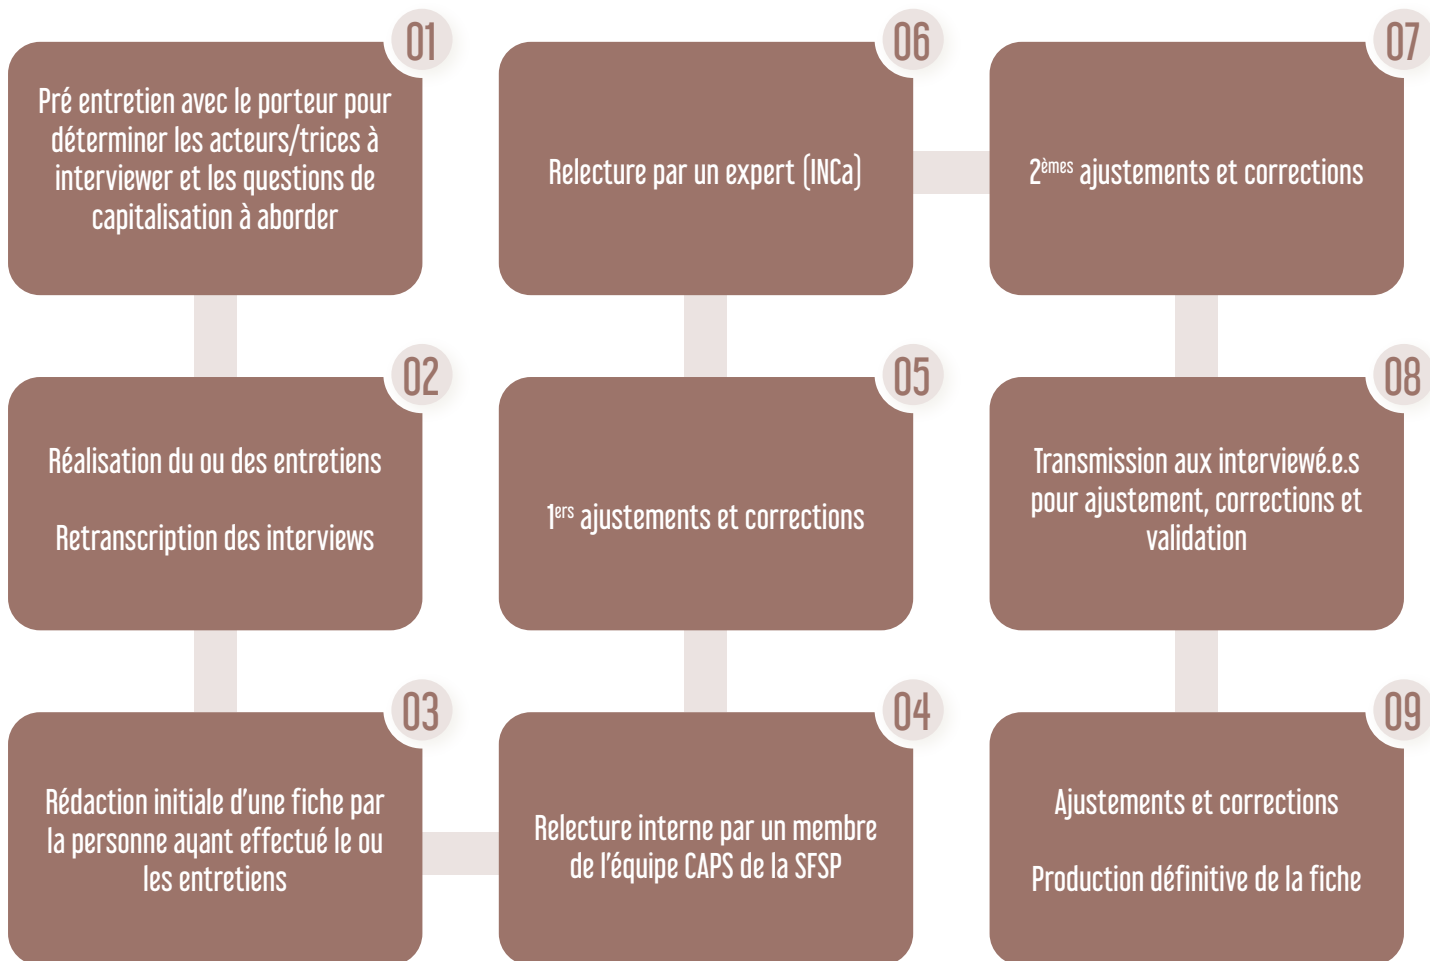 01
Pré entretien avec le porteur pour
déterminer les acteurs/trices à
interviewer et les questions de
capitalisation à aborder
02
Réalisation du ou des entretiens
Retranscription des interviews
03
Rédaction initiale d'une fiche par
la personne ayant effectué le ou
les entretiens
04
Relecture interne par un membre
de l'équipe CAPS de la SFSP
05
1ers ajustements et corrections
06
Relecture par un expert (INCa)
07
2èmes ajustements et corrections
08
Transmission aux interviewé.e.s
pour ajustement, corrections et
validation
09
Ajustements et corrections
Production définitive de la fiche